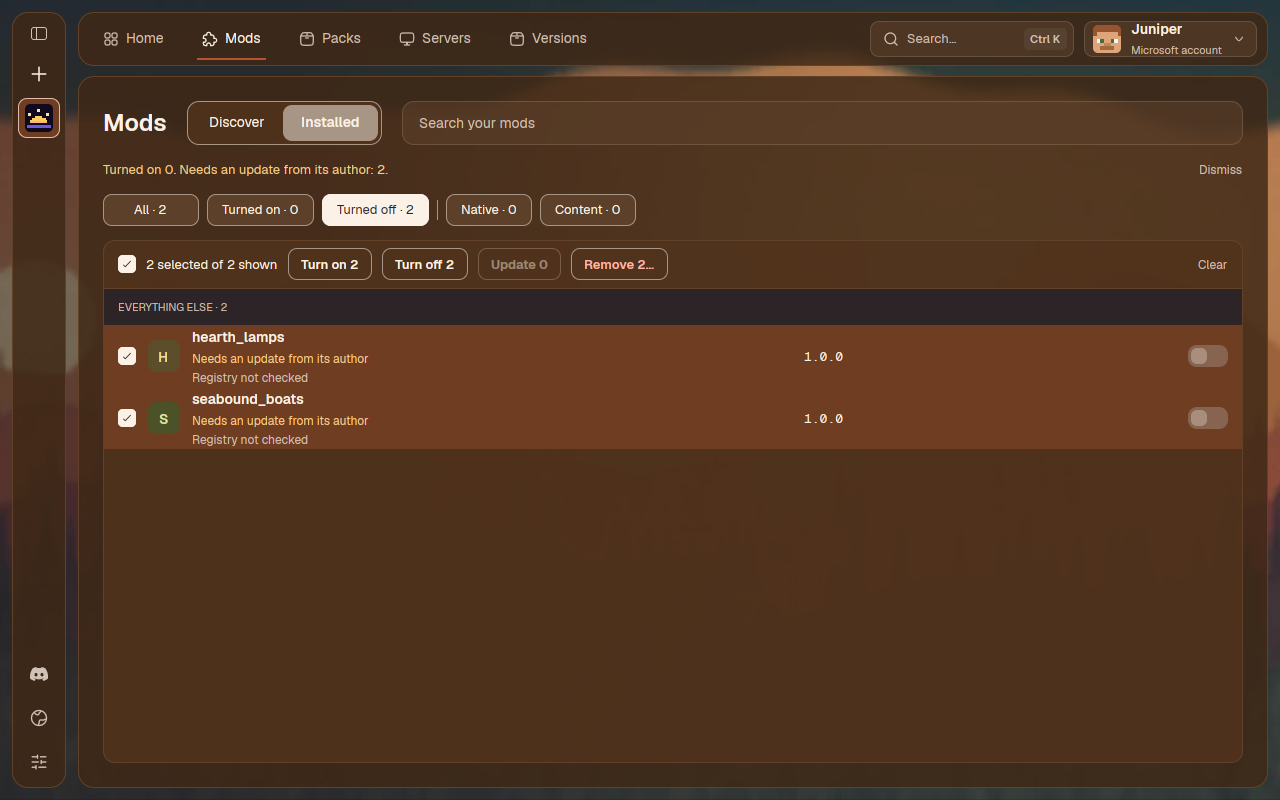 Home
Mods
Packs
Servers
Versions
Search...
Ctrl K
Juniper
Microsoft account
Mods
Discover
Installed
Search your mods
Turned on 0. Needs an update from its author: 2.
Dismiss
All · 2
Turned on · 0
Turned off · 2
Native · 0
Content · 0
2 selected of 2 shown
Turn on 2
Turn off 2
Update 0
Remove 2...
Clear
EVERYTHING ELSE · 2
H
hearth_lamps
Needs an update from its author
Registry not checked
1.0.0
S
seabound_boats
Needs an update from its author
Registry not checked
1.0.0